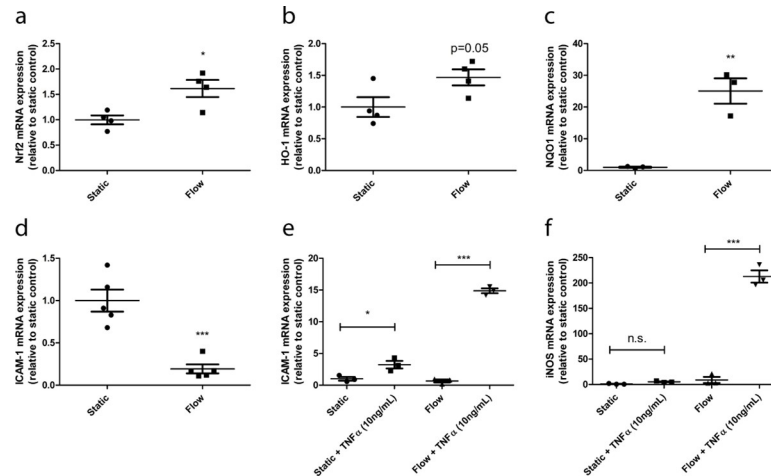 a
Nrf2 mRNA expression
(relative to static control)
2.5
2.0
1.5
1.0
0.5
0.0
*
Static
Flow
b
HO-1 mRNA expression
(relative to static control)
2.0
1.5
1.0
0.5
0.0
p=0.05
Static
Flow
c
NQO1 mRNA expression
(relative to static control)
40
30
20
10
0
**
Static
Flow
d
ICAM-1 mRNA expression
(relative to static control)
1.5
1.0
0.5
0.0
***
Static
Flow
e
ICAM-1 mRNA expression
(relative to static control)
20
15
10
5
0
*
***
Static
Static + TNFα (10ng/mL)
Flow
Flow + TNFα (10ng/mL)
f
iNOS mRNA expression
(relative to static control)
250
200
150
100
50
0
n.s.
***
Static
Static + TNFα (10ng/mL)
Flow
Flow + TNFα (10ng/mL)